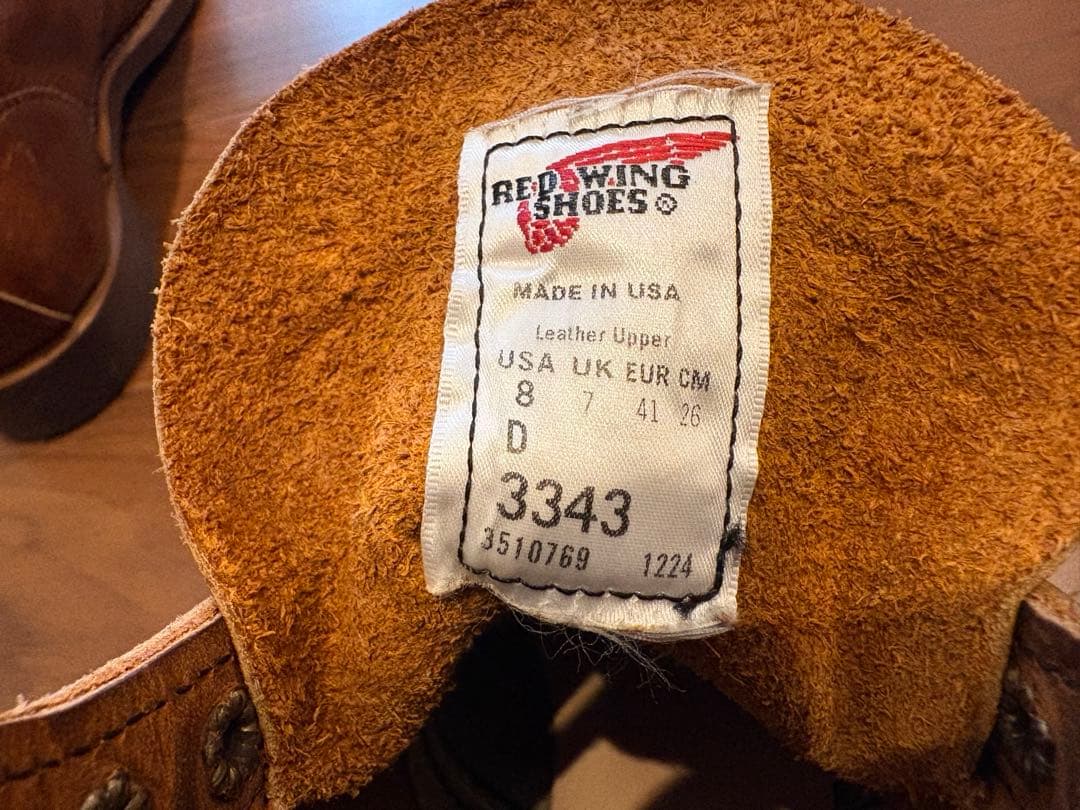 RED WING
SHOES ®
MADE IN USA
Leather Upper
USA UK EUR CM
8 7 41 26
D
3343
3510769 1224